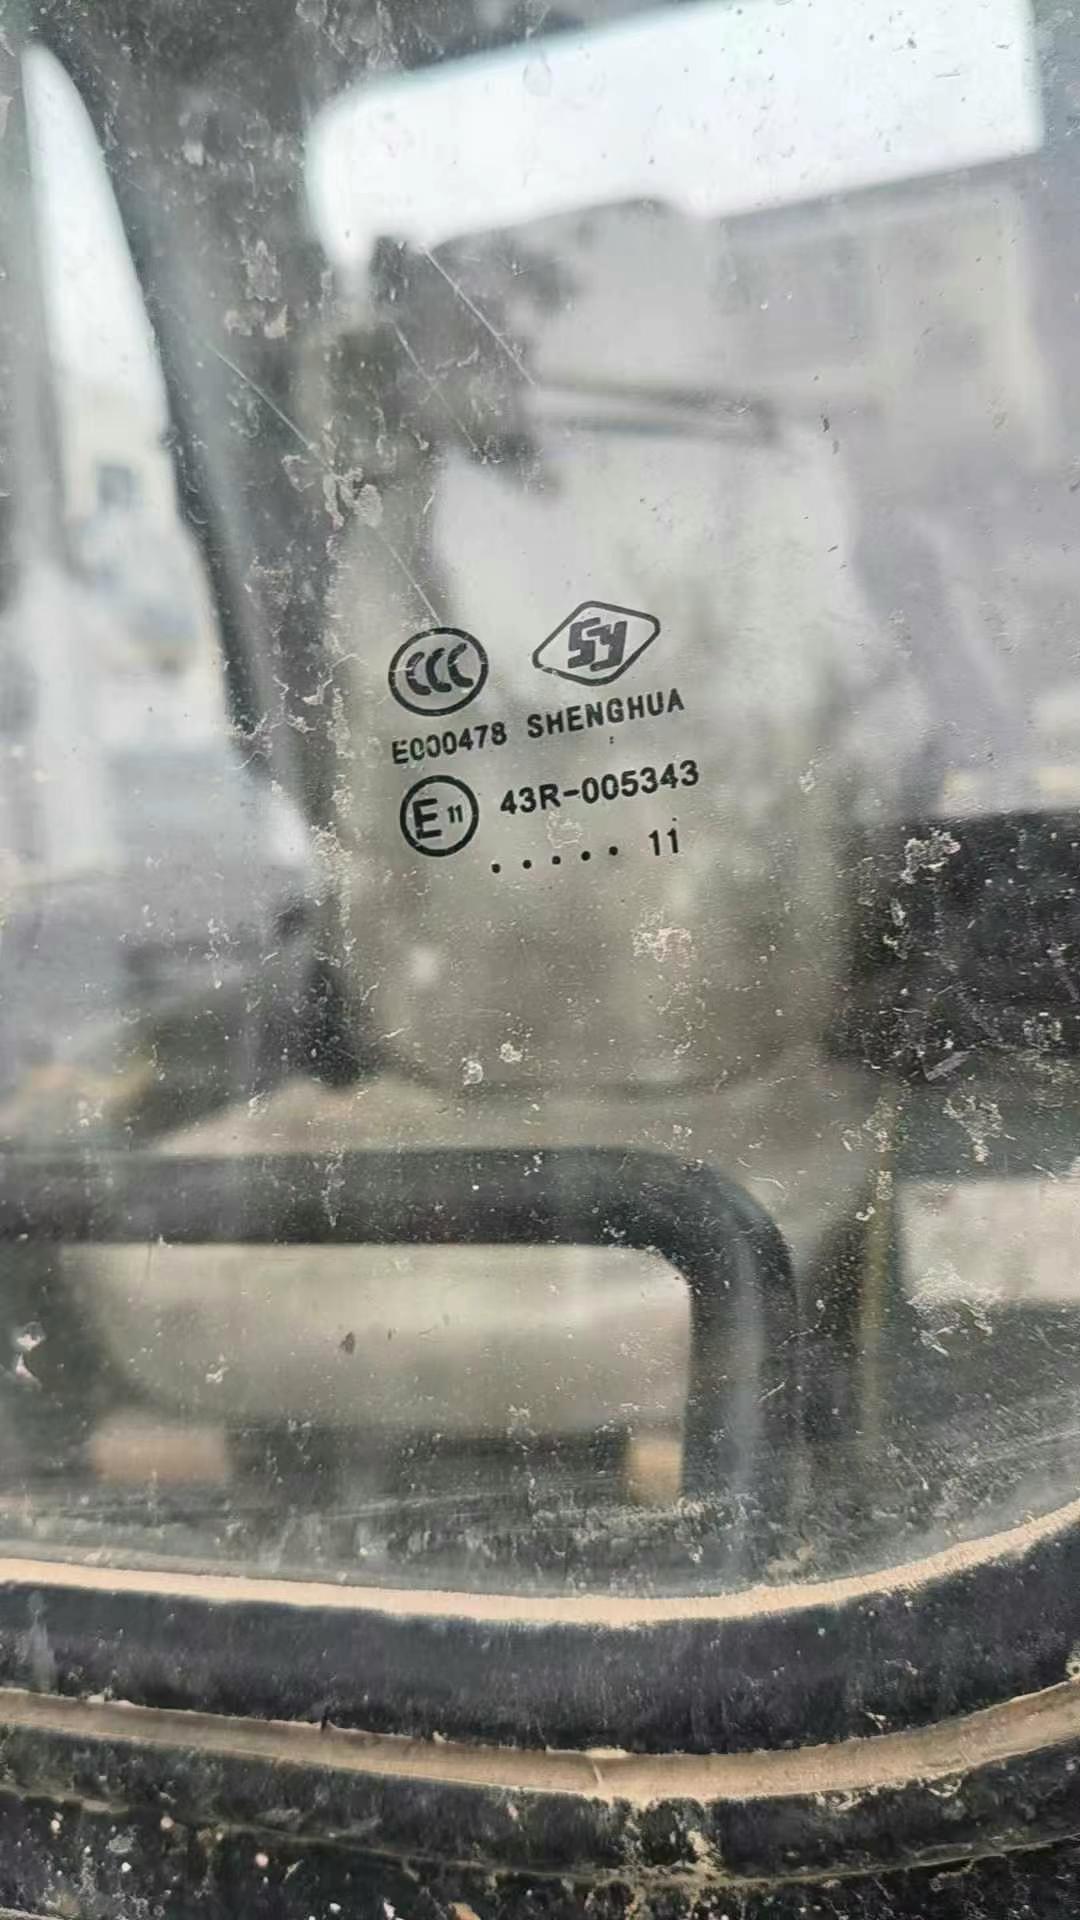 CCC SY
E000478 SHENGHUA
E 11 43R-005343
. . . . . 11